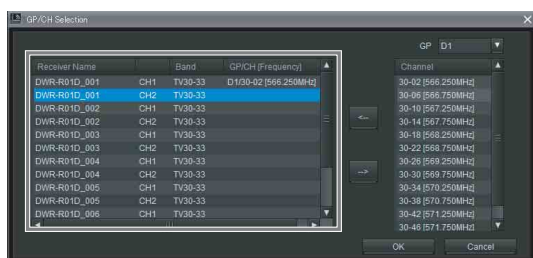 GP/CH Selection
GP D1
Receiver Name Band GP/CH [Frequency]
DWR-R01D_001 CH1 TV30-33 D1/30-02 [566.250MHz]
DWR-R01D_001 CH2 TV30-33
DWR-R01D_002 CH1 TV30-33
DWR-R01D_002 CH2 TV30-33
DWR-R01D_003 CH1 TV30-33
DWR-R01D_003 CH2 TV30-33
DWR-R01D_004 CH1 TV30-33
DWR-R01D_004 CH2 TV30-33
DWR-R01D_005 CH1 TV30-33
DWR-R01D_005 CH2 TV30-33
DWR-R01D_006 CH1 TV30-33
<--
-->
Channel
30-02 [566.250MHz]
30-06 [566.750MHz]
30-10 [567.250MHz]
30-14 [567.750MHz]
30-18 [568.250MHz]
30-22 [568.750MHz]
30-26 [569.250MHz]
30-30 [569.750MHz]
30-34 [570.250MHz]
30-38 [570.750MHz]
30-42 [571.250MHz]
30-46 [571.750MHz]
OK Cancel